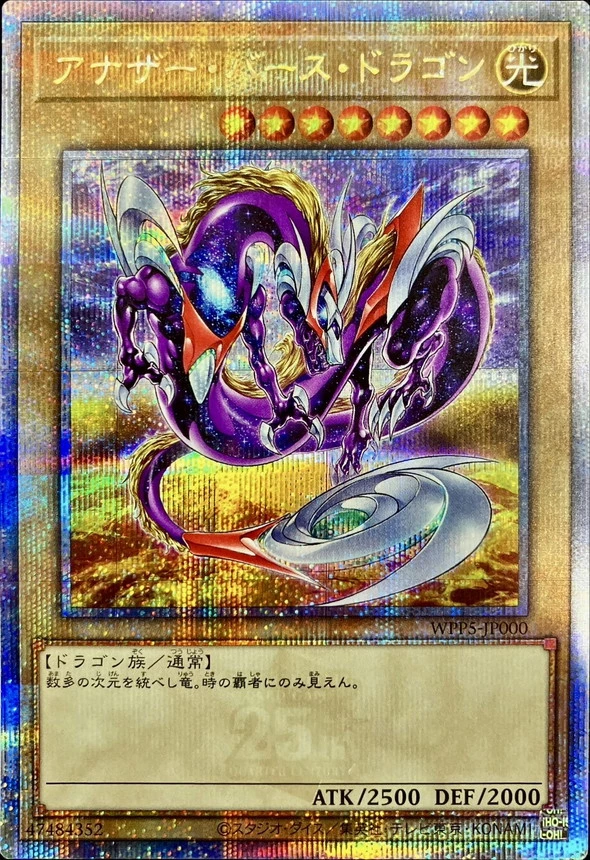 アナザー・バース・ドラゴン
光
WPP5-JP000
【ドラゴン族／通常】
数多の次元を統べし竜。時の覇者にのみ見えん。
25th
ATK/2500 DEF/2000
47484352
©スタジオ・ダイス／集英社・テレビ東京・KONAMI